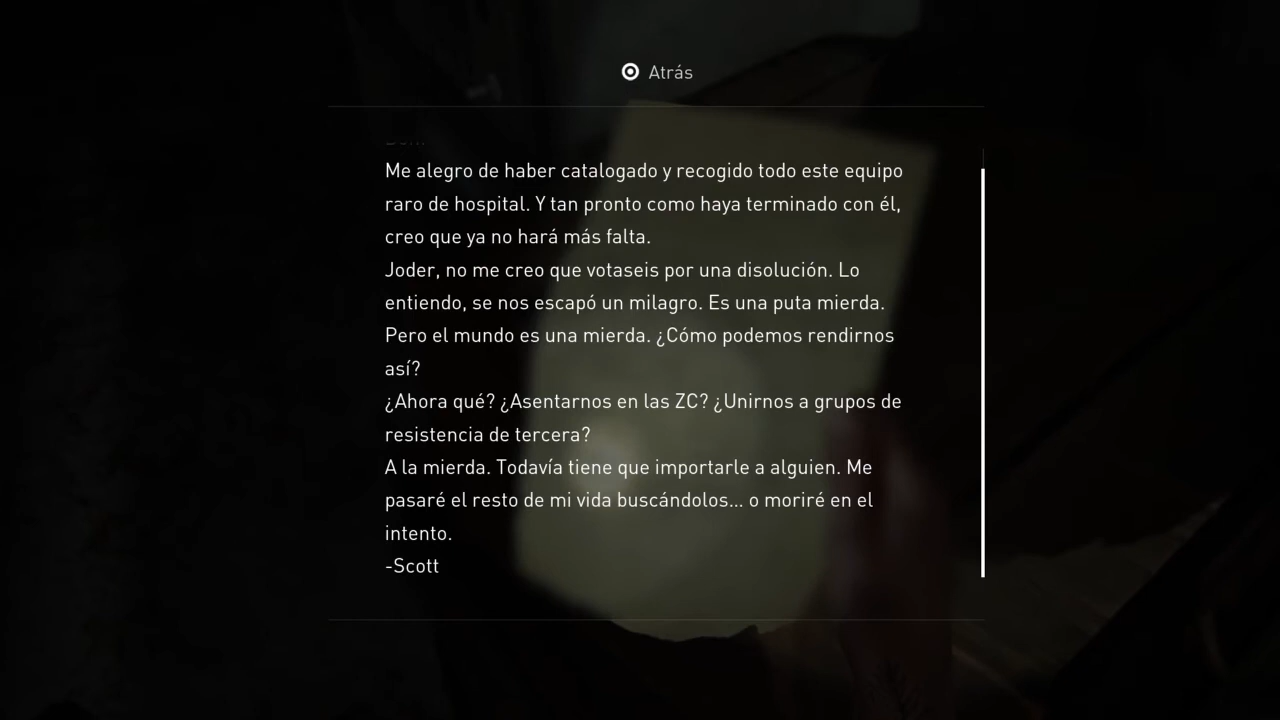 Atrás
Me alegro de haber catalogado y recogido todo este equipo
raro de hospital. Y tan pronto como haya terminado con él,
creo que ya no hará más falta.
Joder, no me creo que votaseis por una disolución. Lo
entiendo, se nos escapó un milagro. Es una puta mierda.
Pero el mundo es una mierda. ¿Cómo podemos rendirnos
así?
¿Ahora qué? ¿Asentarnos en las ZC? ¿Unirnos a grupos de
resistencia de tercera?
A la mierda. Todavía tiene que importarle a alguien. Me
pasaré el resto de mi vida buscándolos... o moriré en el
intento.
-Scott